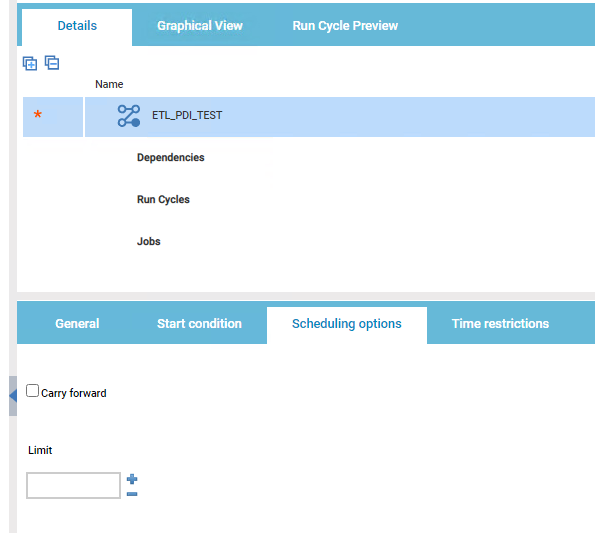 Details Graphical View Run Cycle Preview
Name
* ETL_PDI_TEST
Dependencies
Run Cycles
Jobs
General Start condition Scheduling options Time restrictions
Carry forward
Limit